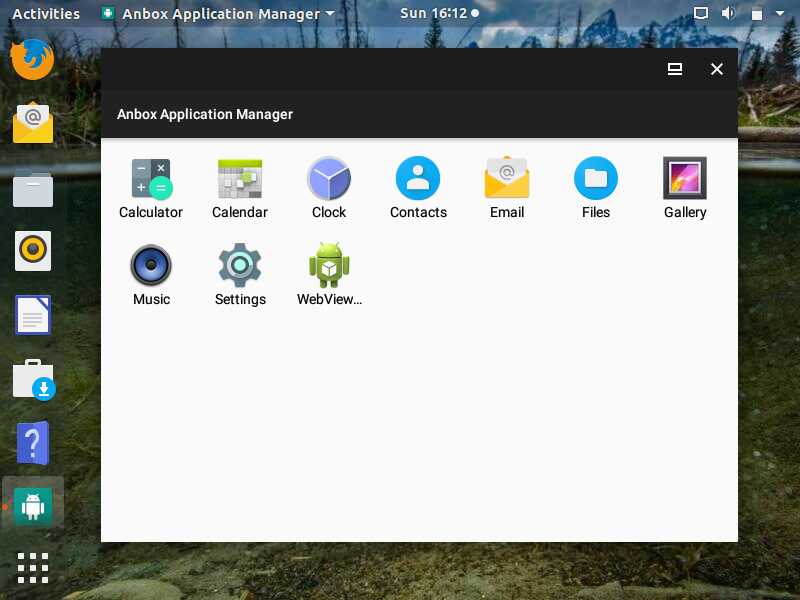 Activities Anbox Application Manager Sun 16:12
Anbox Application Manager
Calculator Calendar Clock Contacts Email Files Gallery
Music Settings WebView...